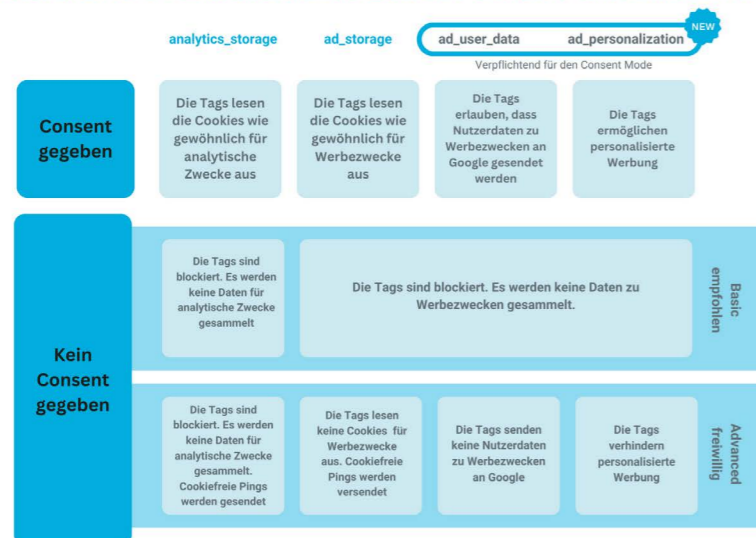 analytics_storage
ad_storage
ad_user_data
ad_personalization
NEW
Verpflichtend für den Consent Mode
Consent
gegeben
Die Tags lesen
die Cookies wie
gewöhnlich für
analytische
Zwecke aus
Die Tags lesen
die Cookies wie
gewöhnlich für
Werbezwecke
aus
Die Tags
erlauben, dass
Nutzerdaten zu
Werbezwecken an
Google gesendet
werden
Die Tags
ermöglichen
personalisierte
Werbung
Kein
Consent
gegeben
Die Tags sind
blockiert. Es werden
keine Daten für
analytische Zwecke
gesammelt
Die Tags sind blockiert. Es werden keine Daten zu
Werbezwecken gesammelt.
Basic
empfohlen
Die Tags sind
blockiert. Es werden
keine Daten für
analytische Zwecke
gesammelt.
Cookiefreie Pings
werden gesendet
Die Tags lesen
keine Cookies für
Werbezwecke
aus. Cookiefreie
Pings werden
versendet
Die Tags senden
keine Nutzerdaten
zu Werbezwecken
an Google
Die Tags
verhindern
personalisierte
Werbung
Advanced
freiwillig